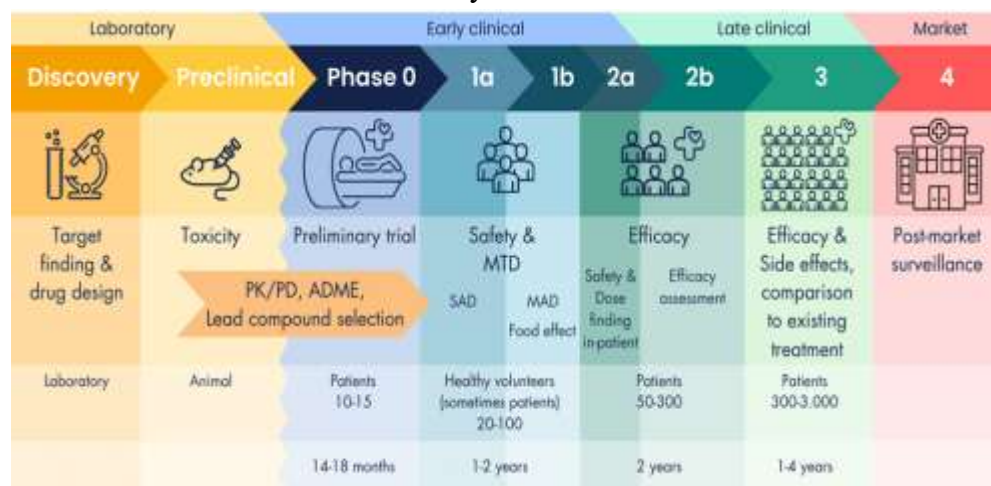 Laboratory
Early clinical
Late clinical
Market
Discovery
Preclinical
Phase 0
1a
1b
2a
2b
3
4
Target
finding &
drug design
Toxicity
Preliminary trial
Safety &
MTD
Efficacy
Efficacy &
Side effects,
comparison
to existing
treatment
Post-market
surveillance
PK/PD, ADME,
Lead compound selection
SAD
MAD
Food effect
Safety &
Dose
finding
in-patient
Efficacy
assessment
Laboratory
Animal
Patients
10-15
Healthy volunteers
(sometimes patients)
20-100
Patients
50-300
Patients
300-3.000
14-18 months
1-2 years
2 years
1-4 years